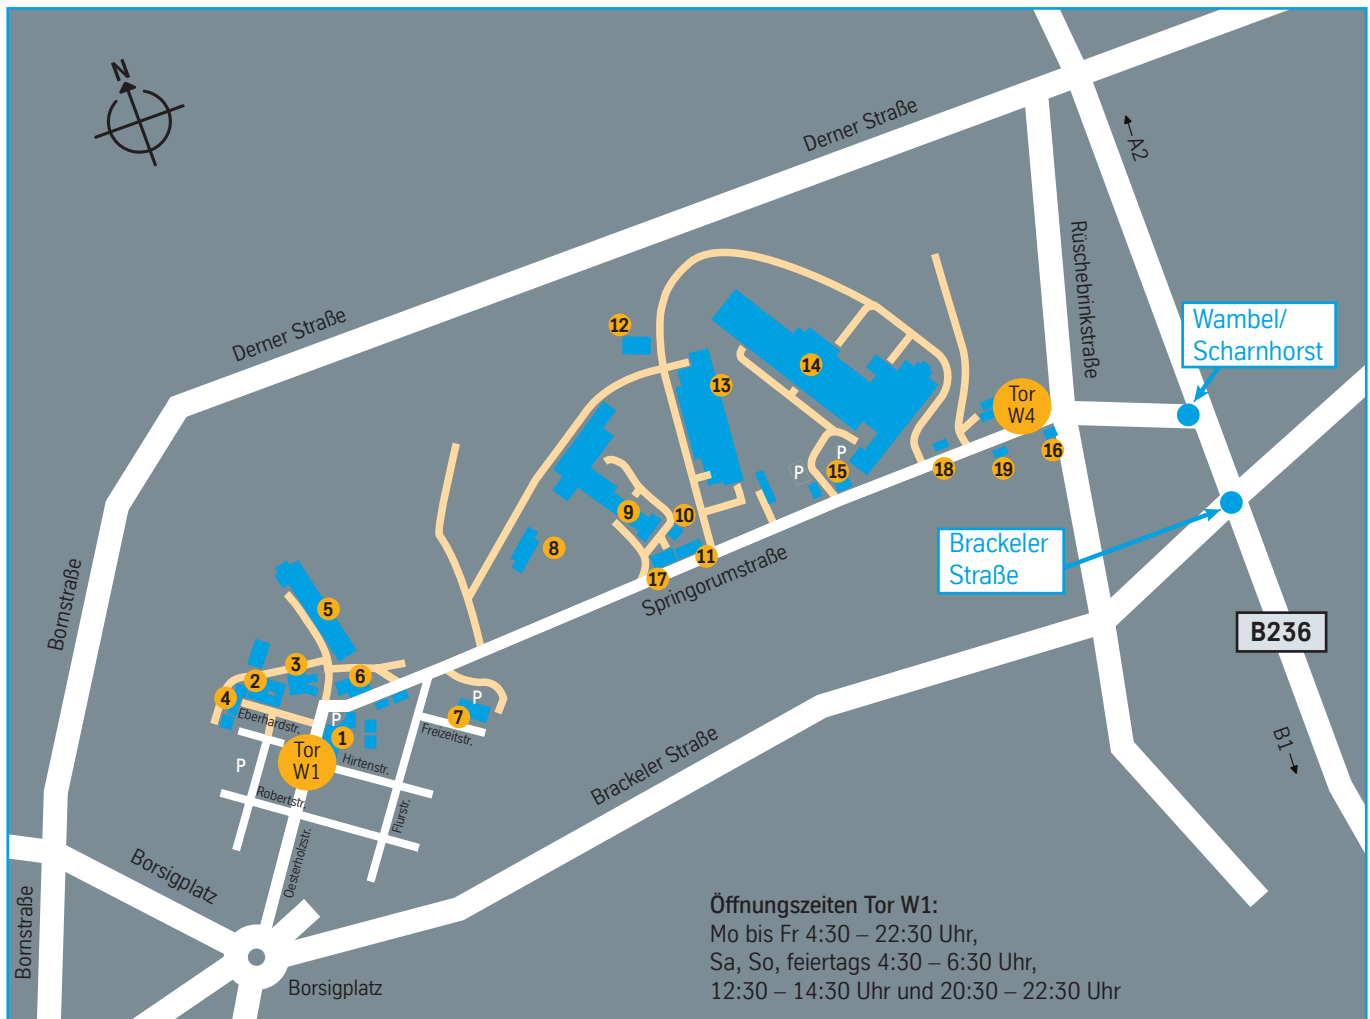 N
Derner Straße
A2
Rüschebrinkstraße
Wambel/
Scharnhorst
Derner Straße
12
13
14
Tor
W4
16
15
P
P
18
19
9
10
8
11
17
Springorumstraße
Brackeler
Straße
B236
Bornstraße
5
3
2
6
4
P
7
P
Eberhardstr.
1
Freizeitstr.
Tor
W1
Hirtenstr.
P
Robertstr.
Flurstr.
Oesterholzstr.
Brackeler Straße
B1
Borsigplatz
Bornstraße
Borsigplatz
Öffnungszeiten Tor W1:
Mo bis Fr 4:30 – 22:30 Uhr,
Sa, So, feiertags 4:30 – 6:30 Uhr,
12:30 – 14:30 Uhr und 20:30 – 22:30 Uhr